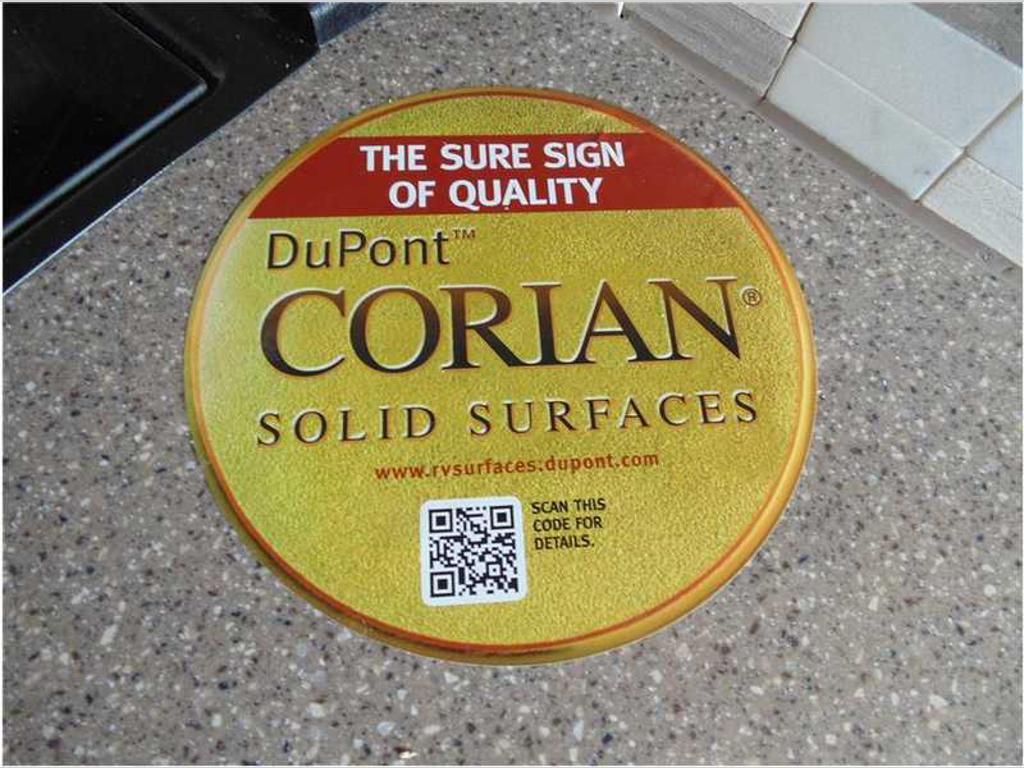 THE SURE SIGN
OF QUALITY
DuPont™
CORIAN®
SOLID SURFACES
www.rvsurfaces.dupont.com
SCAN THIS
CODE FOR
DETAILS.